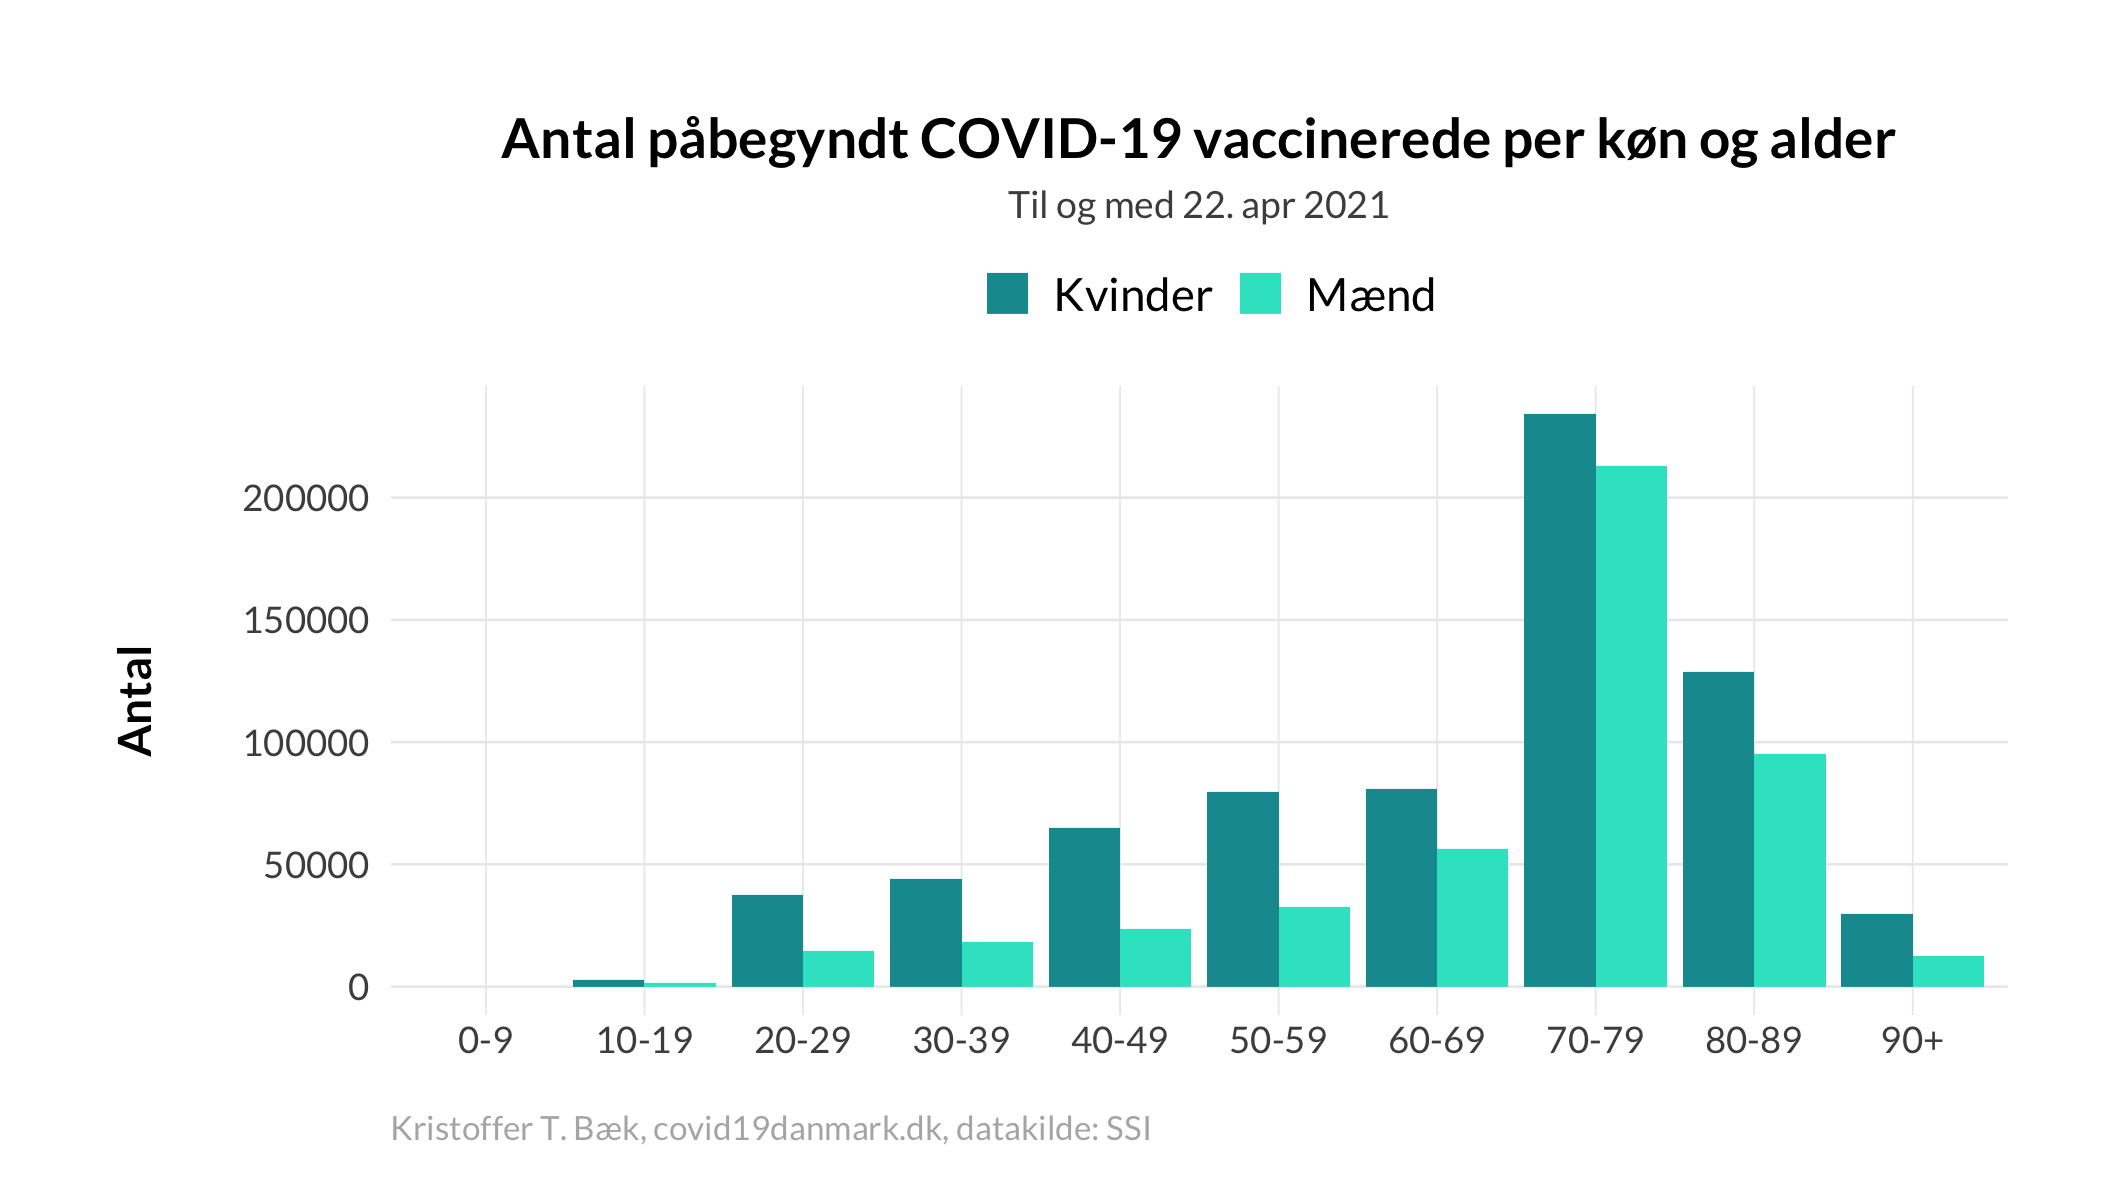 Antal påbegyndt COVID-19 vaccinerede per køn og alder
Til og med 22. apr 2021
Kvinder Mænd
Antal
200000
150000
100000
50000
0
0-9 10-19 20-29 30-39 40-49 50-59 60-69 70-79 80-89 90+
Kristoffer T. Bæk, covid19danmark.dk, datakilde: SSI